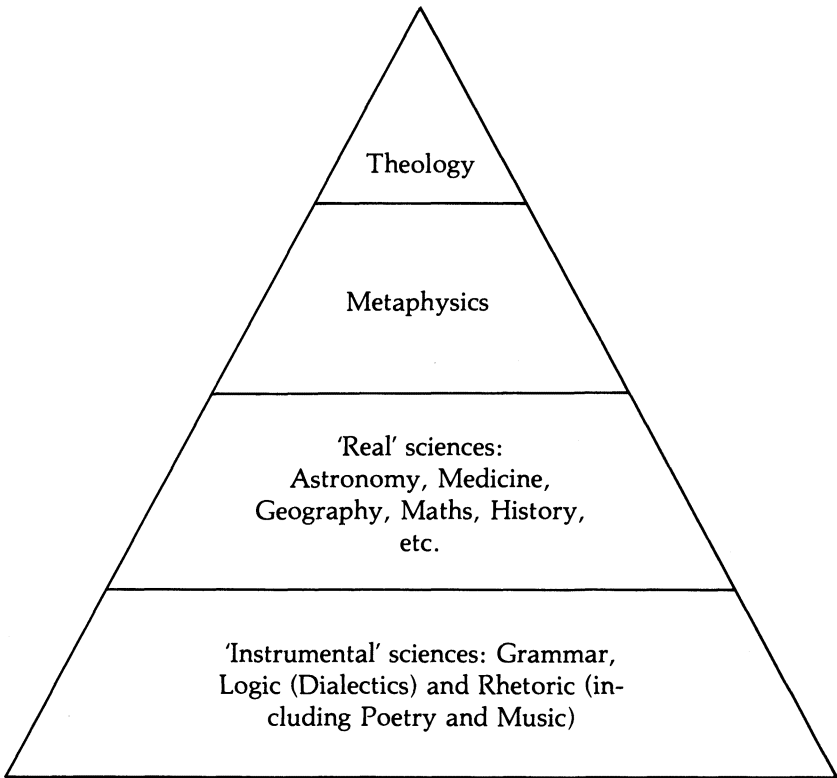 Theology
Metaphysics
‘Real’ sciences:
Astronomy, Medicine,
Geography, Maths, History,
etc.
‘Instrumental’ sciences: Grammar,
Logic (Dialectics) and Rhetoric (in-
cluding Poetry and Music)